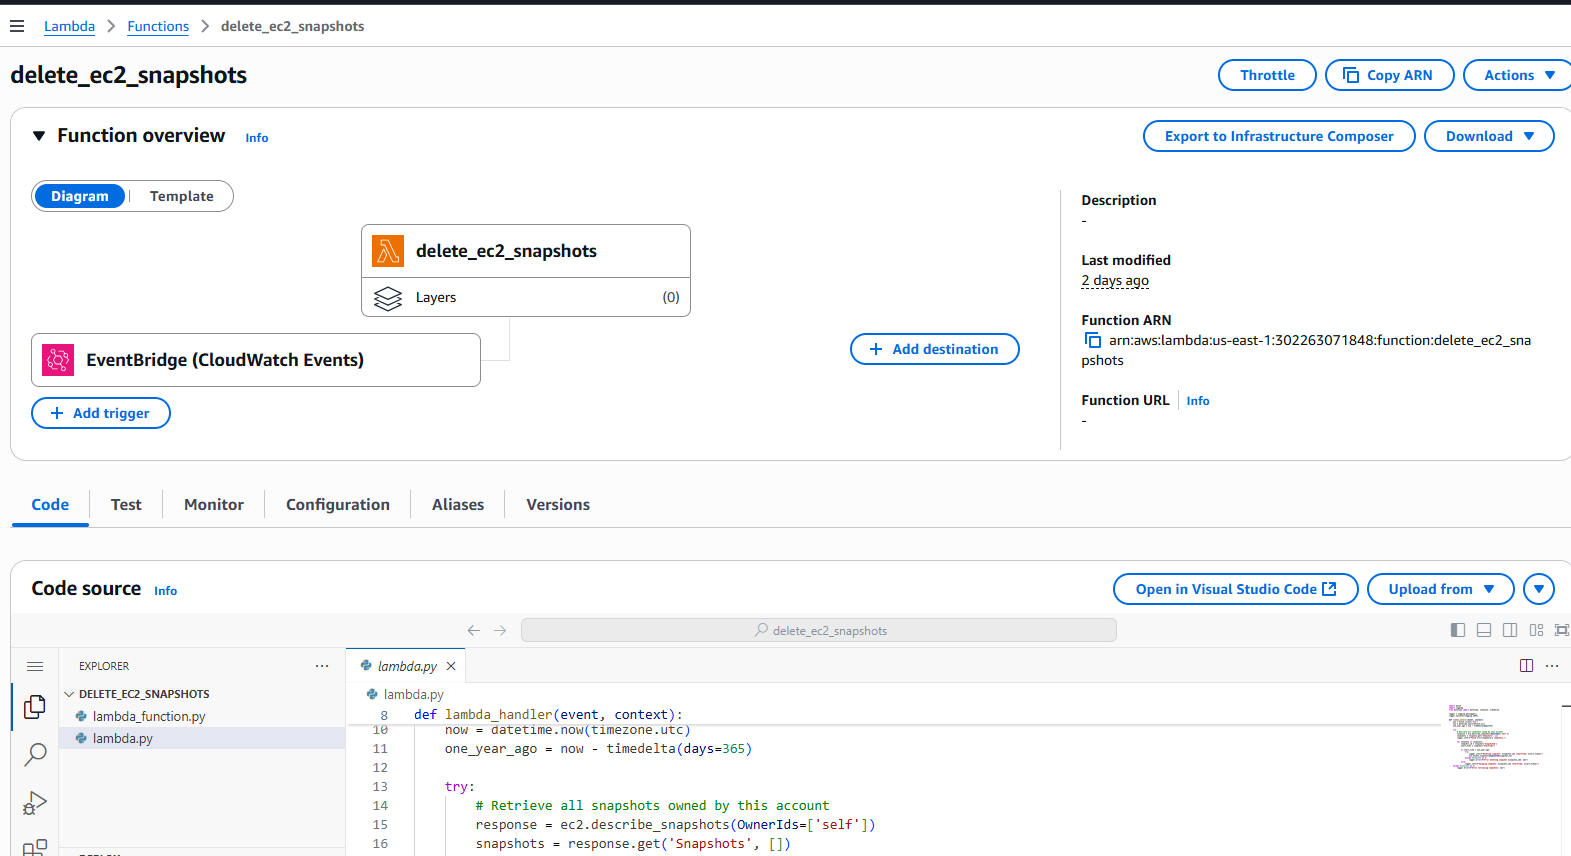 Lambda > Functions > delete_ec2_snapshots
delete_ec2_snapshots
Throttle
Copy ARN
Actions
Function overview Info
Export to Infrastructure Composer
Download
Diagram | Template
delete_ec2_snapshots
Layers (0)
EventBridge (CloudWatch Events)
+ Add trigger
+ Add destination
Description
-
Last modified
2 days ago
Function ARN
arn:aws:lambda:us-east-1:302263071848:function:delete_ec2_sna
pshots
Function URL | Info
-
Code
Test
Monitor
Configuration
Aliases
Versions
Code source Info
Open in Visual Studio Code
Upload from
delete_ec2_snapshots
EXPLORER ...
DELETE_EC2_SNAPSHOTS
lambda_function.py
lambda.py
lambda.py
lambda.py
8 def lambda_handler(event, context):
10 now = datetime.now(timezone.utc)
11 one_year_ago = now - timedelta(days=365)
12
13 try:
14 # Retrieve all snapshots owned by this account
15 response = ec2.describe_snapshots(OwnerIds=['self'])
16 snapshots = response.get('Snapshots', [])